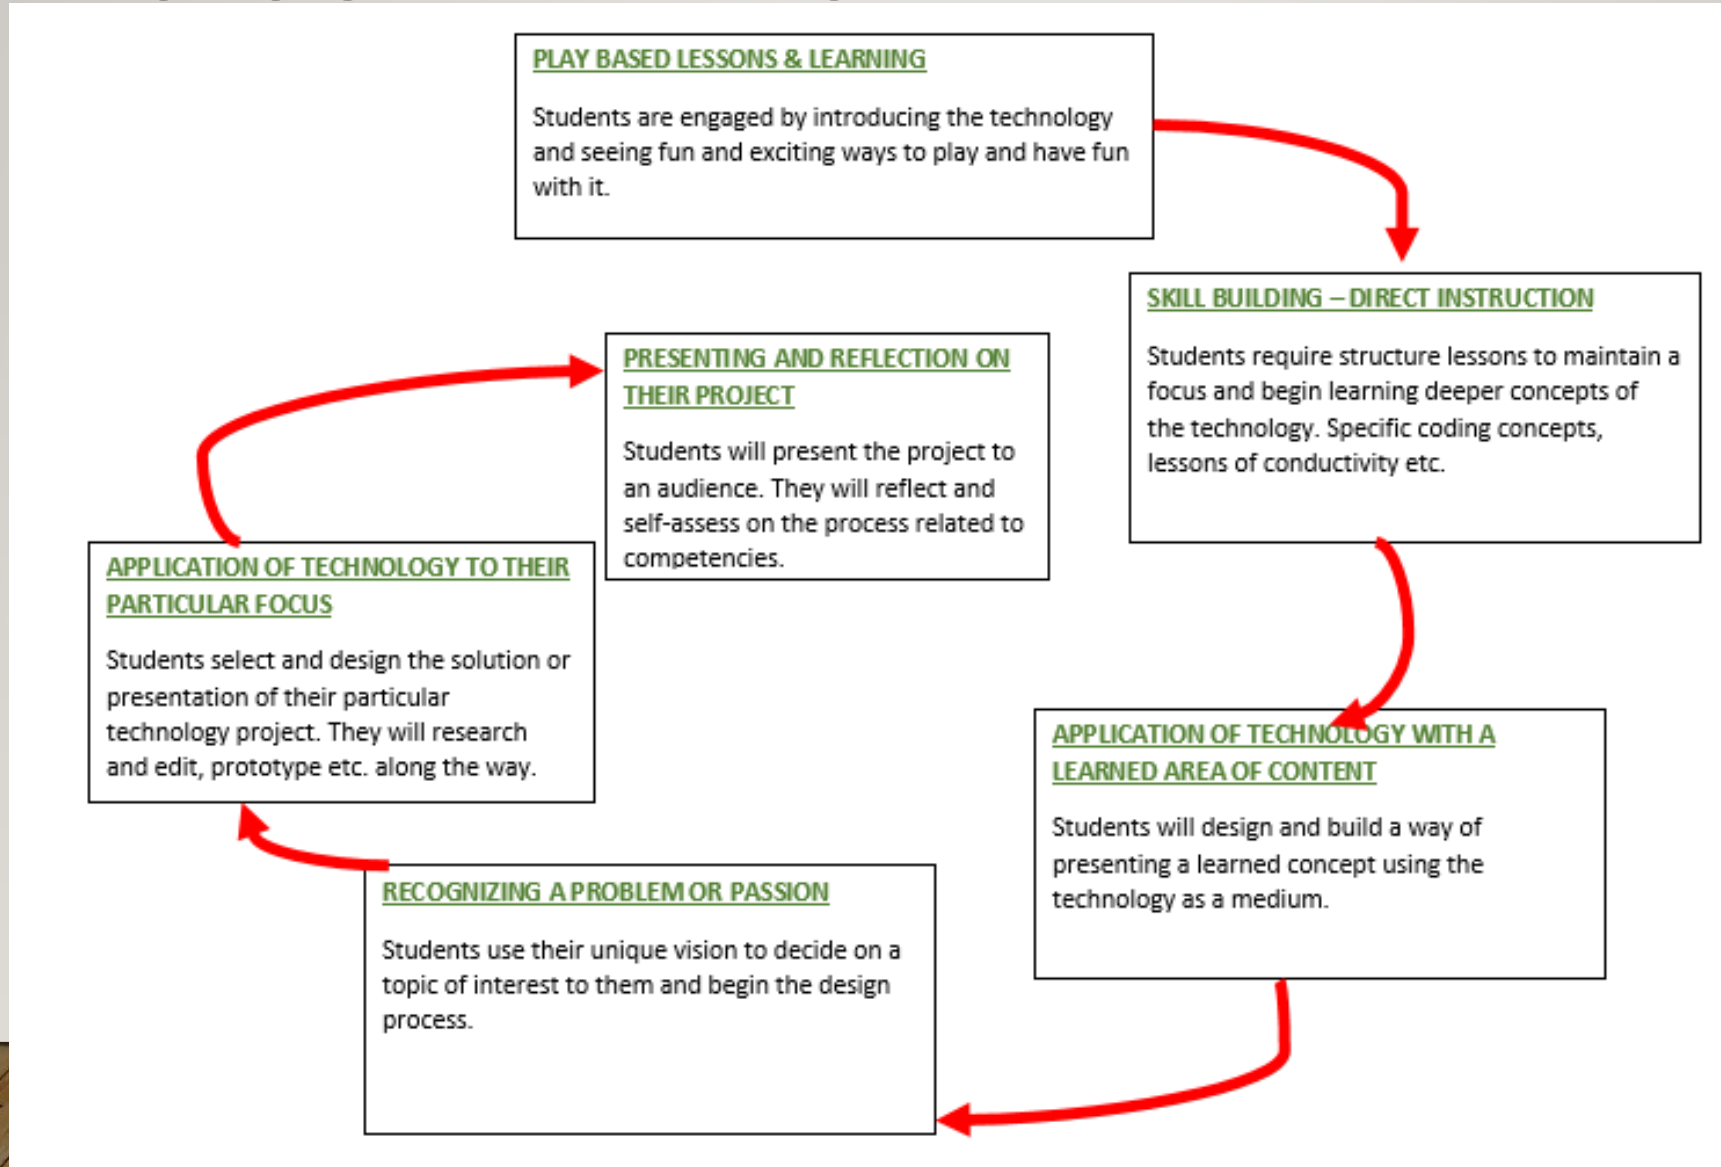 PLAY BASED LESSONS & LEARNING
Students are engaged by introducing the technology
and seeing fun and exciting ways to play and have fun
with it.
SKILL BUILDING – DIRECT INSTRUCTION
Students require structure lessons to maintain a
focus and begin learning deeper concepts of
the technology. Specific coding concepts,
lessons of conductivity etc.
APPLICATION OF TECHNOLOGY WITH A
LEARNED AREA OF CONTENT
Students will design and build a way of
presenting a learned concept using the
technology as a medium.
RECOGNIZING A PROBLEM OR PASSION
Students use their unique vision to decide on a
topic of interest to them and begin the design
process.
APPLICATION OF TECHNOLOGY TO THEIR
PARTICULAR FOCUS
Students select and design the solution or
presentation of their particular
technology project. They will research
and edit, prototype etc. along the way.
PRESENTING AND REFLECTION ON
THEIR PROJECT
Students will present the project to
an audience. They will reflect and
self-assess on the process related to
competencies.